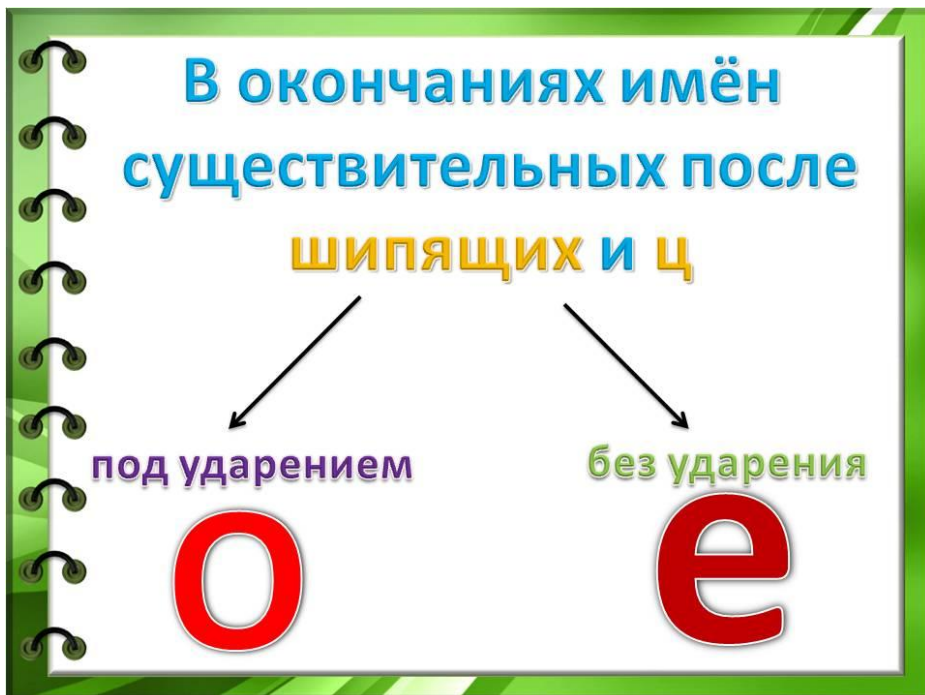 В окончаниях имён
существительных после
шипящих и ц
под ударением
без ударения
о
е